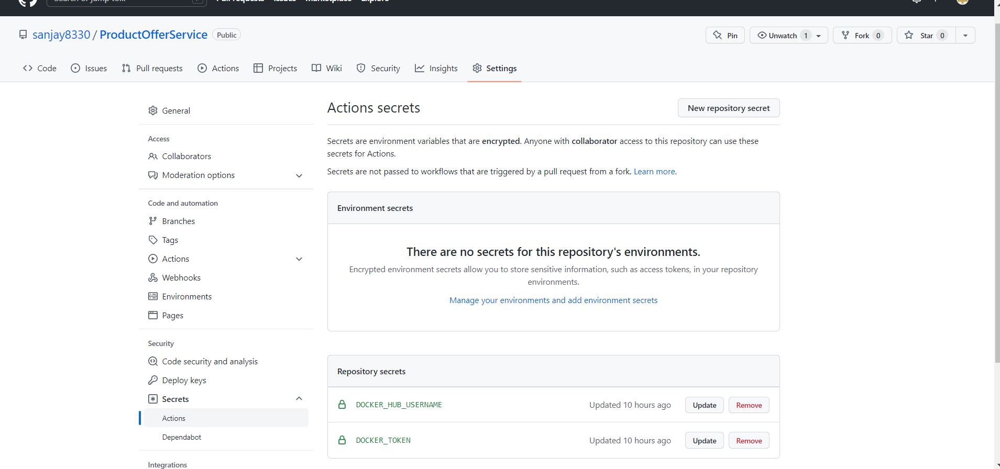 Search or jump to...
Pull requests Issues Marketplace Explore
sanjay8330 / ProductOfferService Public
Pin Unwatch 1 Fork 0 Star 0
Code Issues Pull requests Actions Projects Wiki Security Insights Settings
General
Access
Collaborators
Moderation options
Code and automation
Branches
Tags
Actions
Webhooks
Environments
Pages
Security
Code security and analysis
Deploy keys
Secrets
Actions
Dependabot
Integrations
Actions secrets
New repository secret
Secrets are environment variables that are encrypted. Anyone with collaborator access to this repository can use these
secrets for Actions.
Secrets are not passed to workflows that are triggered by a pull request from a fork. Learn more.
Environment secrets
There are no secrets for this repository's environments.
Encrypted environment secrets allow you to store sensitive information, such as access tokens, in your repository
environments.
Manage your environments and add environment secrets
Repository secrets
DOCKER_HUB_USERNAME Updated 10 hours ago Update Remove
DOCKER_TOKEN Updated 10 hours ago Update Remove